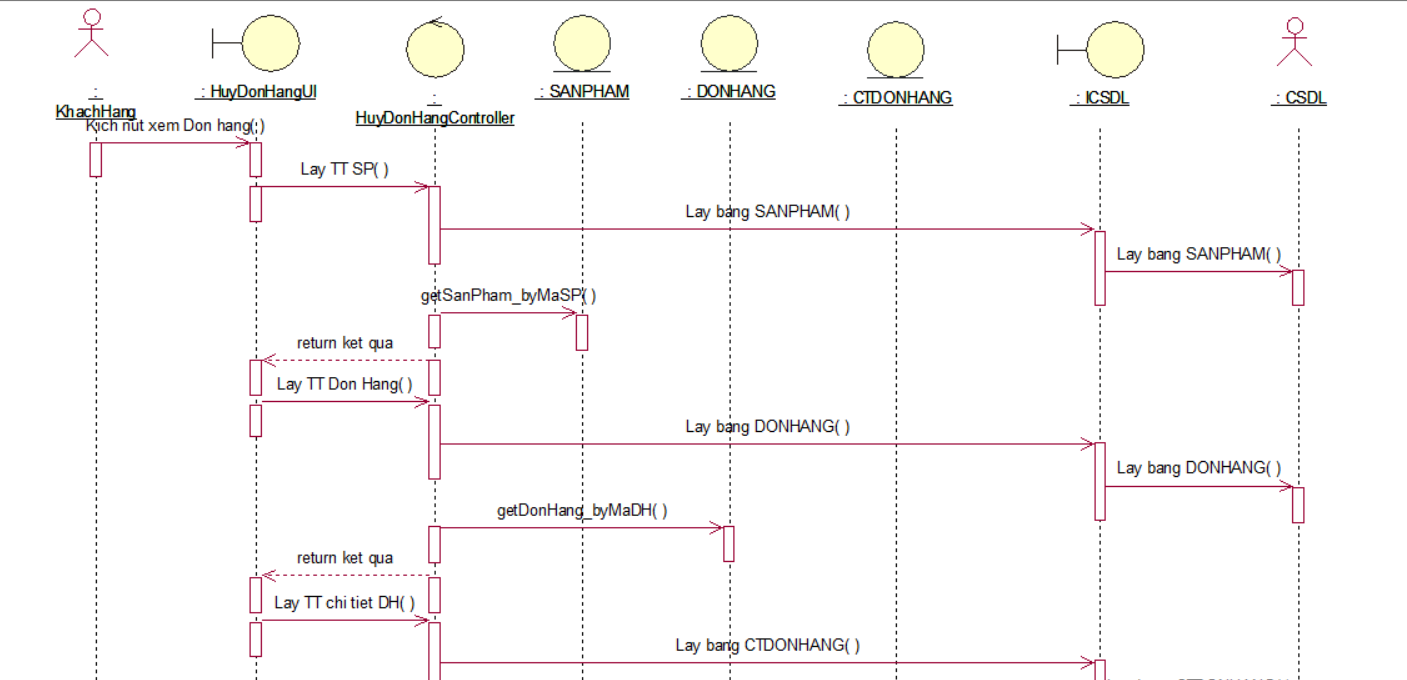 :
KhachHang
: HuyDonHangUI
:
HuyDonHangController
: SANPHAM
: DONHANG
: CTDONHANG
: ICSDL
: CSDL
Kich nut xem Don hang( )
Lay TT SP( )
Lay bang SANPHAM( )
Lay bang SANPHAM( )
getSanPham_byMaSP( )
return ket qua
Lay TT Don Hang( )
Lay bang DONHANG( )
Lay bang DONHANG( )
getDonHang_byMaDH( )
return ket qua
Lay TT chi tiet DH( )
Lay bang CTDONHANG( )